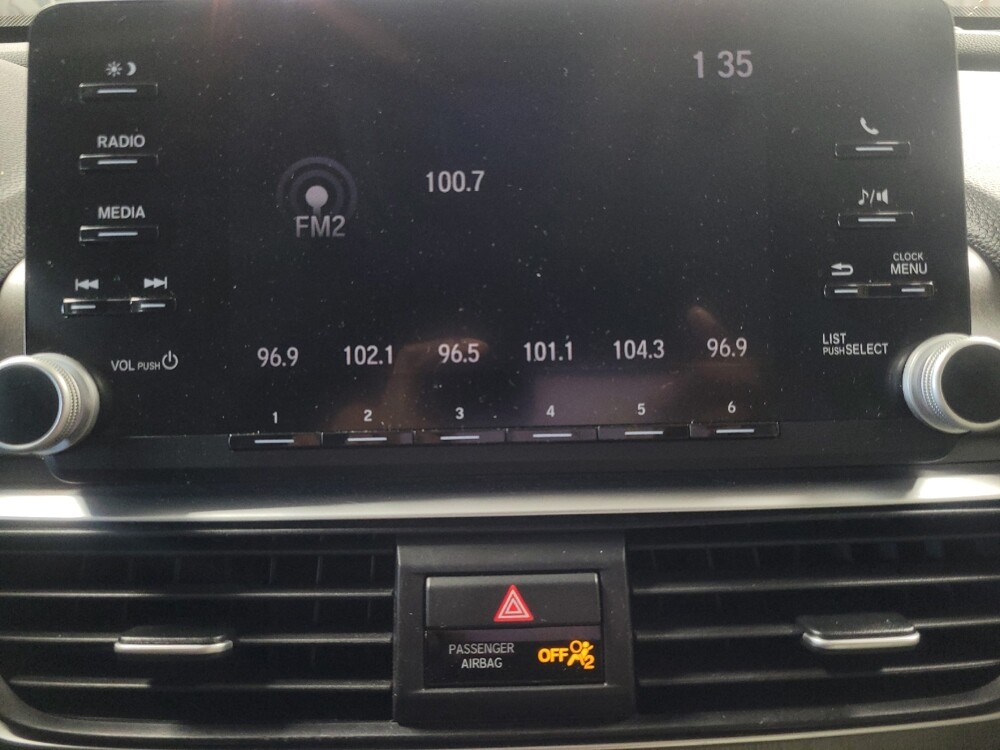 1 35
RADIO
100.7
FM2
MEDIA
CLOCK
MENU
VOL PUSH
LIST
PUSH SELECT
96.9 102.1 96.5 101.1 104.3 96.9
1 2 3 4 5 6
PASSENGER
AIRBAG
OFF
2